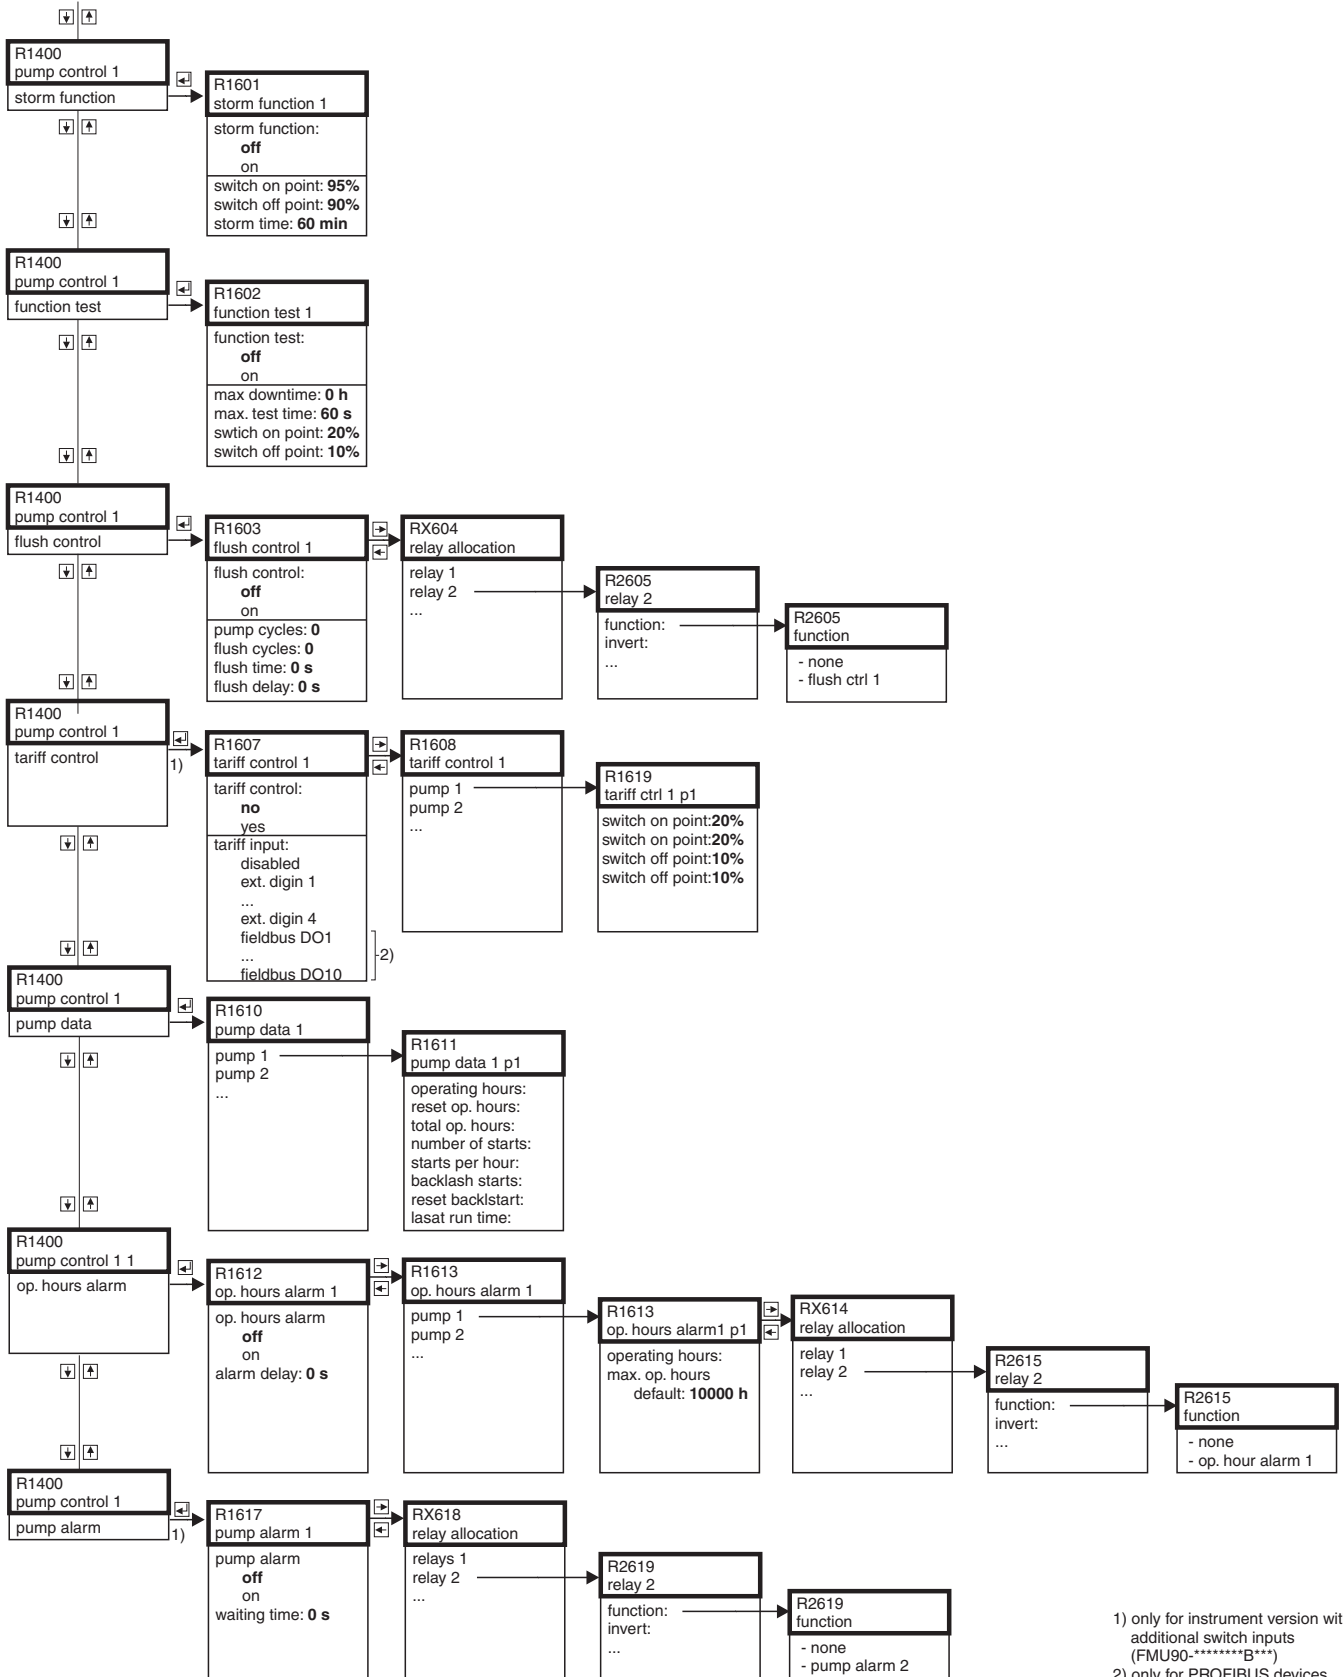 R1400
pump control 1
storm function
R1601
storm function 1
storm function:
off
on
switch on point: 95%
switch off point: 90%
storm time: 60 min
R1400
pump control 1
function test
R1602
function test 1
function test:
off
on
max downtime: 0 h
max. test time: 60 s
swtich on point: 20%
switch off point: 10%
R1400
pump control 1
flush control
R1603
flush control 1
flush control:
off
on
pump cycles: 0
flush cycles: 0
flush time: 0 s
flush delay: 0 s
RX604
relay allocation
relay 1
relay 2
...
R2605
relay 2
function:
invert:
...
R2605
function
- none
- flush ctrl 1
R1400
pump control 1
tariff control
1)
R1607
tariff control 1
tariff control:
no
yes
tariff input:
disabled
ext. digin 1
...
ext. digin 4
fieldbus DO1
...
fieldbus DO10
2)
R1608
tariff control 1
pump 1
pump 2
...
R1619
tariff ctrl 1 p1
switch on point:20%
switch on point:20%
switch off point:10%
switch off point:10%
R1400
pump control 1
pump data
R1610
pump data 1
pump 1
pump 2
...
R1611
pump data 1 p1
operating hours:
reset op. hours:
total op. hours:
number of starts:
starts per hour:
backlash starts:
reset backlstart:
lasat run time:
R1400
pump control 1 1
op. hours alarm
R1612
op. hours alarm 1
op. hours alarm
off
on
alarm delay: 0 s
R1613
op. hours alarm 1
pump 1
pump 2
...
R1613
op. hours alarm1 p1
operating hours:
max. op. hours
default: 10000 h
RX614
relay allocation
relay 1
relay 2
...
R2615
relay 2
function:
invert:
...
R2615
function
- none
- op. hour alarm 1
R1400
pump control 1
pump alarm
1)
R1617
pump alarm 1
pump alarm
off
on
waiting time: 0 s
RX618
relay allocation
relays 1
relay 2
...
R2619
relay 2
function:
invert:
...
R2619
function
- none
- pump alarm 2
1) only for instrument version wit
additional switch inputs
(FMU90-********B***)
2) only for PROFIBUS devices